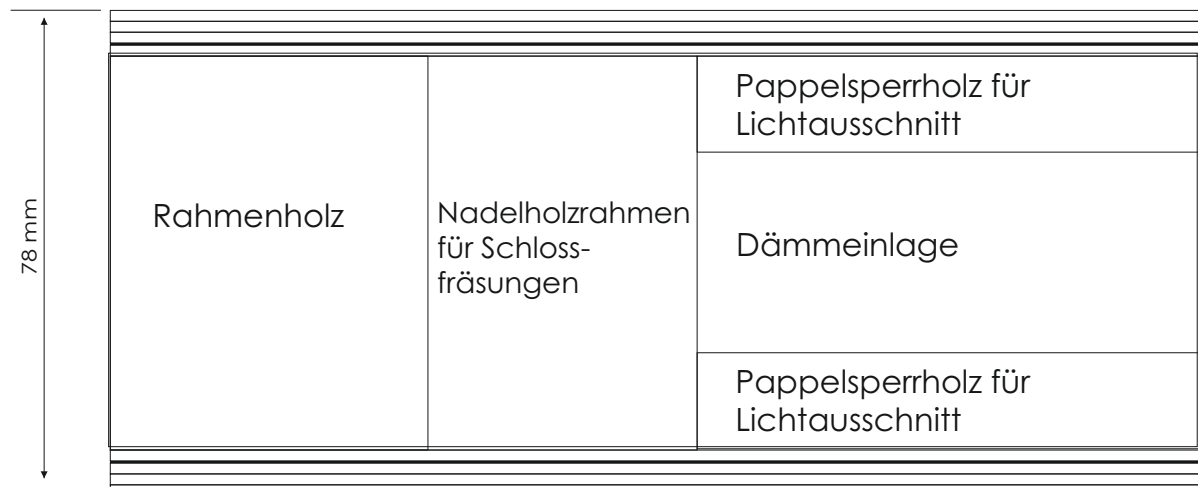 78 mm
Rahmenholz
Nadelholzrahmen
für Schloss-
fräsungen
Pappelsperrholz für
Lichtausschnitt
Dämmeinlage
Pappelsperrholz für
Lichtausschnitt